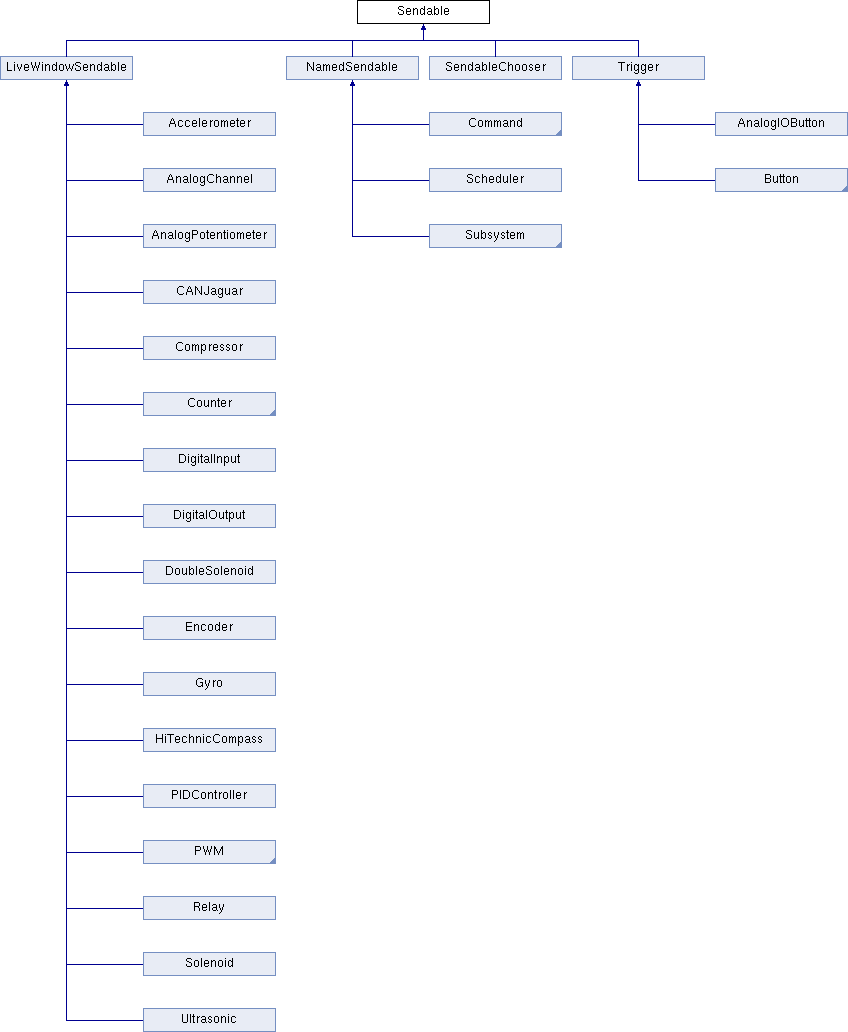 Sendable
LiveWindowSendable
NamedSendable
SendableChooser
Trigger
Accelerometer
Command
AnalogIOButton
AnalogChannel
Scheduler
Button
AnalogPotentiometer
Subsystem
CANJaguar
Compressor
Counter
DigitalInput
DigitalOutput
DoubleSolenoid
Encoder
Gyro
HiTechnicCompass
PIDController
PWM
Relay
Solenoid
Ultrasonic